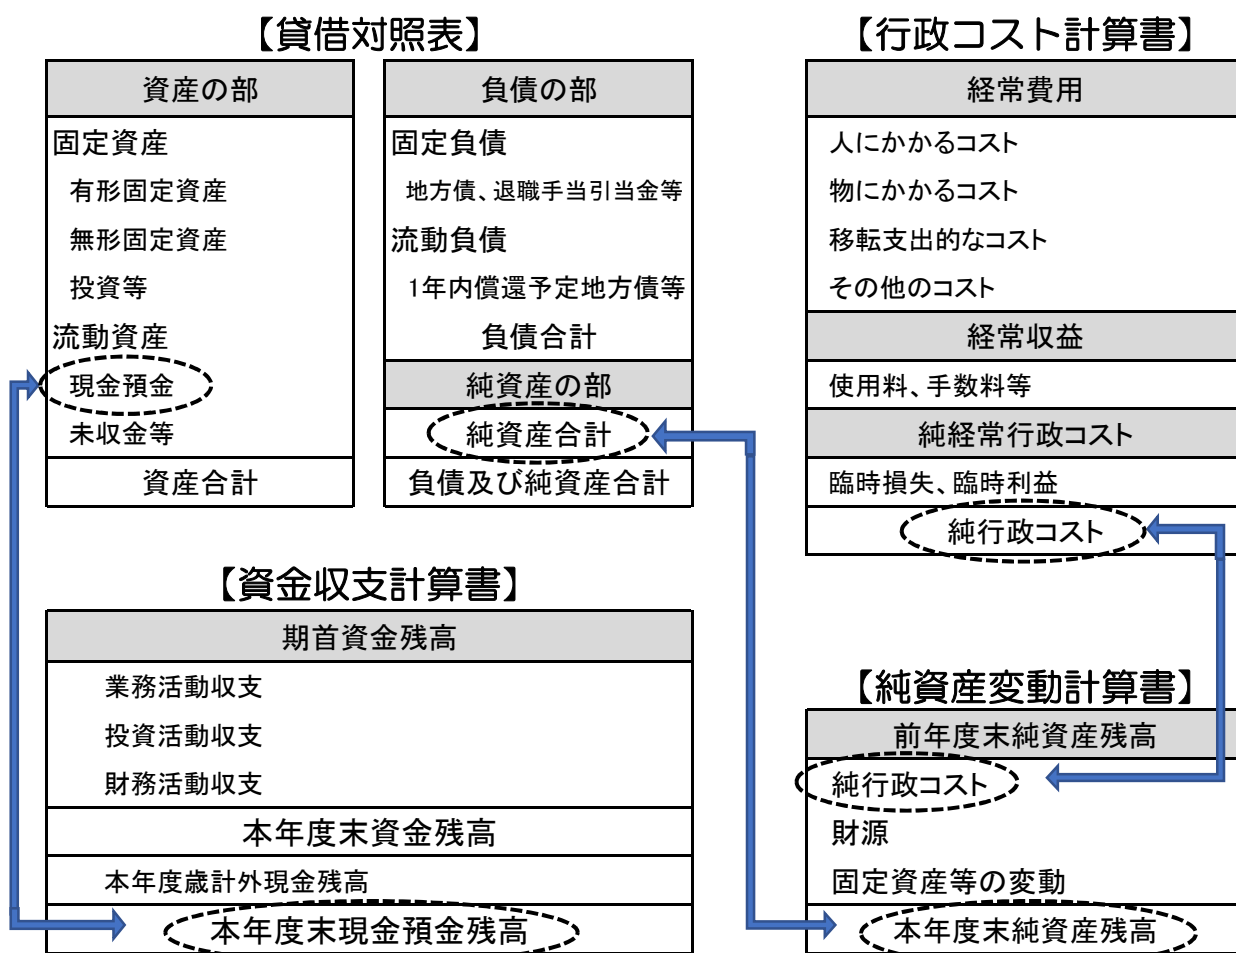 【貸借対照表】
資産の部
固定資産
有形固定資産
無形固定資産
投資等
流動資産
現金預金
未収金等
資産合計
負債の部
固定負債
地方債、退職手当引当金等
流動負債
1年内償還予定地方債等
負債合計
純資産の部
純資産合計
負債及び純資産合計
【行政コスト計算書】
経常費用
人にかかるコスト
物にかかるコスト
移転支出的なコスト
その他のコスト
経常収益
使用料、手数料等
純経常行政コスト
臨時損失、臨時利益
純行政コスト
【資金収支計算書】
期首資金残高
業務活動収支
投資活動収支
財務活動収支
本年度末資金残高
本年度歳計外現金残高
本年度末現金預金残高
【純資産変動計算書】
前年度末純資産残高
純行政コスト
財源
固定資産等の変動
本年度末純資産残高